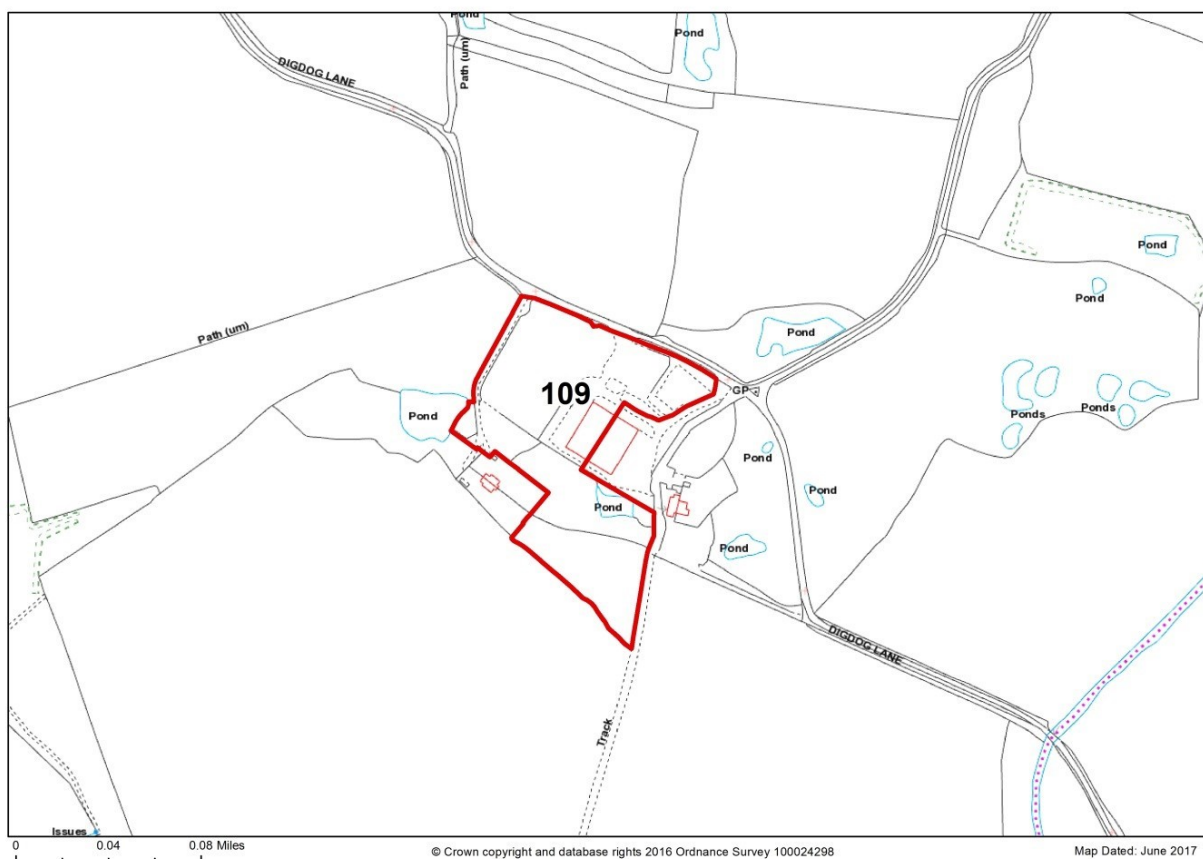 Pond
Pond
Path (um)
DIGDOG LANE
Pond
Pond
Path (um)
Pond
109
GP
Pond
Ponds
Ponds
Pond
Pond
Pond
Pond
DIGDOG LANE
Track
Issues
0 0.04 0.08 Miles
© Crown copyright and database rights 2016 Ordnance Survey 100024298
Map Dated: June 2017